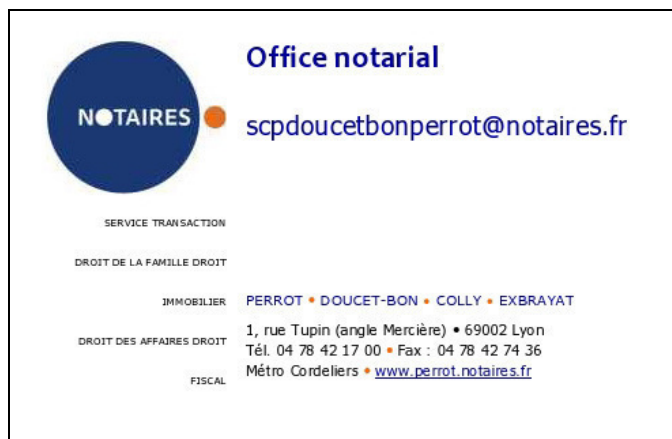 NOTAIRES
Office notarial
scpdoucetbonperrot@notaires.fr
SERVICE TRANSACTION
DROIT DE LA FAMILLE DROIT
IMMOBILIER
DROIT DES AFFAIRES DROIT
FISCAL
PERROT • DOUCET-BON • COLLY • EXBRAYAT
1, rue Tupin (angle Mercière) • 69002 Lyon
Tél. 04 78 42 17 00 • Fax : 04 78 42 74 36
Métro Cordeliers • www.perrot.notaires.fr